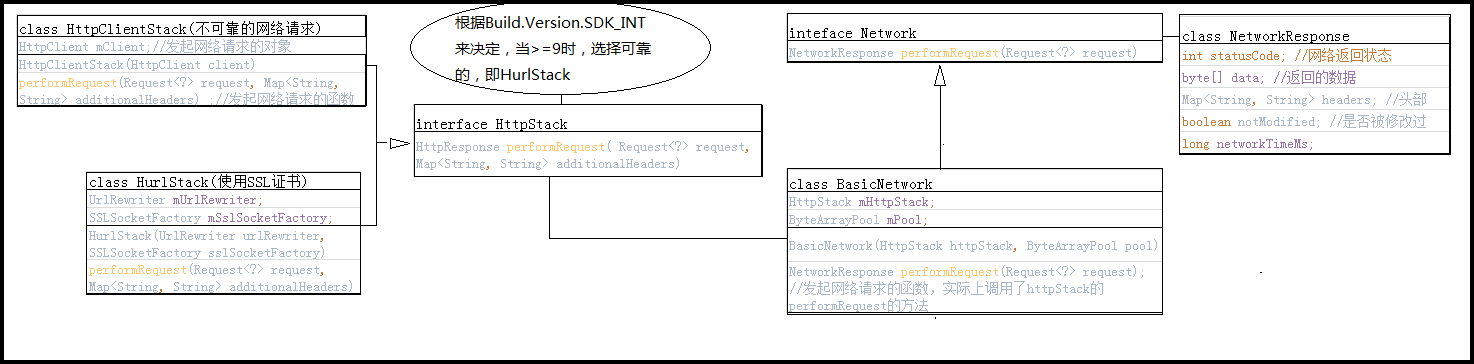 class HttpClientStack(不可靠的网络请求)
HttpClient mClient;//发起网络请求的对象
HttpClientStack(HttpClient client)
performRequest(Request<?> request, Map<String,
String> additionalHeaders) ;//发起网络请求的函数
class HurlStack(使用SSL证书)
UrlRewriter mUrlRewriter;
SSLSocketFactory mSslSocketFactory;
HurlStack(UrlRewriter urlRewriter,
SSLSocketFactory sslSocketFactory)
performRequest(Request<?> request,
Map<String, String> additionalHeaders)
根据Build.Version.SDK_INT
来决定，当>=9时，选择可靠
的，即HurlStack
interface HttpStack
HttpResponse performRequest( Request<?> request,
Map<String, String> additionalHeaders)
inteface Network
NetworkResponse performRequest(Request<?> request)
class BasicNetwork
HttpStack mHttpStack;
ByteArrayPool mPool;
BasicNetwork(HttpStack httpStack, ByteArrayPool pool)
NetworkResponse performRequest(Request<?> request);
//发起网络请求的函数，实际上调用了httpStack的
performRequest的方法
class NetworkResponse
int statusCode; //网络返回状态
byte[] data; //返回的数据
Map<String, String> headers; //头部
boolean notModified; //是否被修改过
long networkTimeMs;